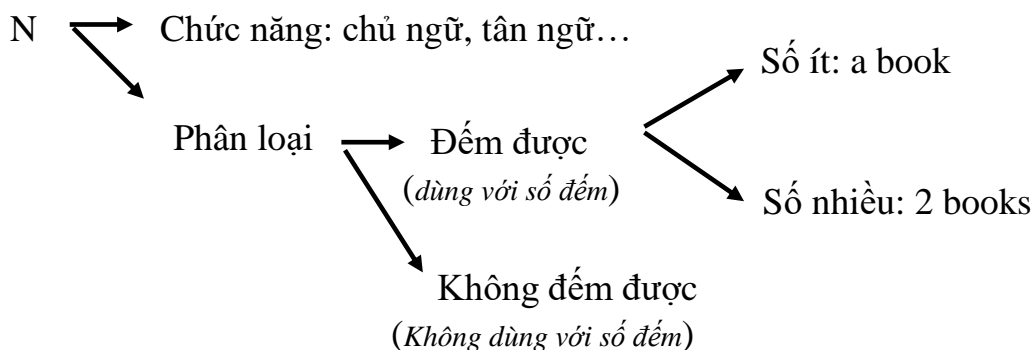 N
Chức năng: chủ ngữ, tân ngữ…
Số ít: a book
Phân loại
Đếm được
(dùng với số đếm)
Số nhiều: 2 books
Không đếm được
(Không dùng với số đếm)